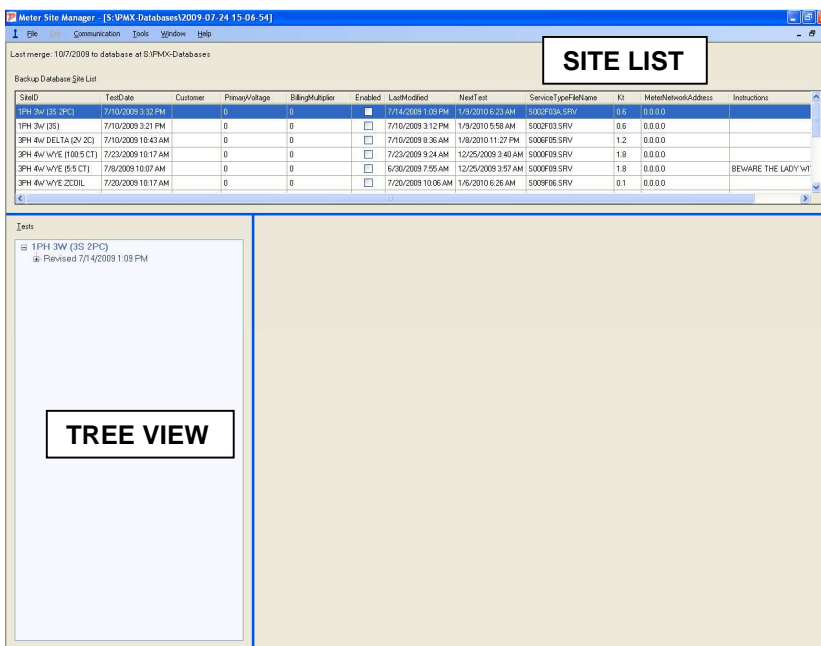 Meter Site Manager - [S:\PMX-Databases\2009-07-24 15-06-54]
File Edit Communication Tools Window Help
Last merge: 10/7/2009 to database at S:\PMX-Databases
SITE LIST
Backup Database Site List
SiteID TestDate Customer PrimaryVoltage BillingMultiplier Enabled LastModified NextTest ServiceTypeFileName Kt MeterNetworkAddress Instructions
1PH 3W (3S 2PC) 7/10/2009 3:32 PM 0 0 7/14/2009 1:09 PM 1/9/2010 6:23 AM S002F03A.SRV 0.6 0.0.0.0
1PH 3W (3S) 7/10/2009 3:21 PM 0 0 7/10/2009 3:12 PM 1/9/2010 5:58 AM S002F03.SRV 0.6 0.0.0.0
3PH 4W DELTA (2V 2C) 7/10/2009 10:43 AM 0 0 7/10/2009 8:36 AM 1/8/2010 11:27 PM S006F05.SRV 1.2 0.0.0.0
3PH 4W WYE (100:5 CT) 7/23/2009 10:17 AM 0 0 7/23/2009 9:24 AM 12/25/2009 3:40 AM S000F09.SRV 1.8 0.0.0.0
3PH 4W WYE (5:5 CT) 7/8/2009 10:07 AM 0 0 6/30/2009 7:55 AM 12/25/2009 3:57 AM S000F09.SRV 1.8 0.0.0.0 BEWARE THE LADY WI
3PH 4W WYE ZCOIL 7/20/2009 10:17 AM 0 0 7/20/2009 10:06 AM 1/6/2010 6:26 AM S009F06.SRV 0.1 0.0.0.0
Tests
1PH 3W (3S 2PC)
Revised 7/14/2009 1:09 PM
TREE VIEW